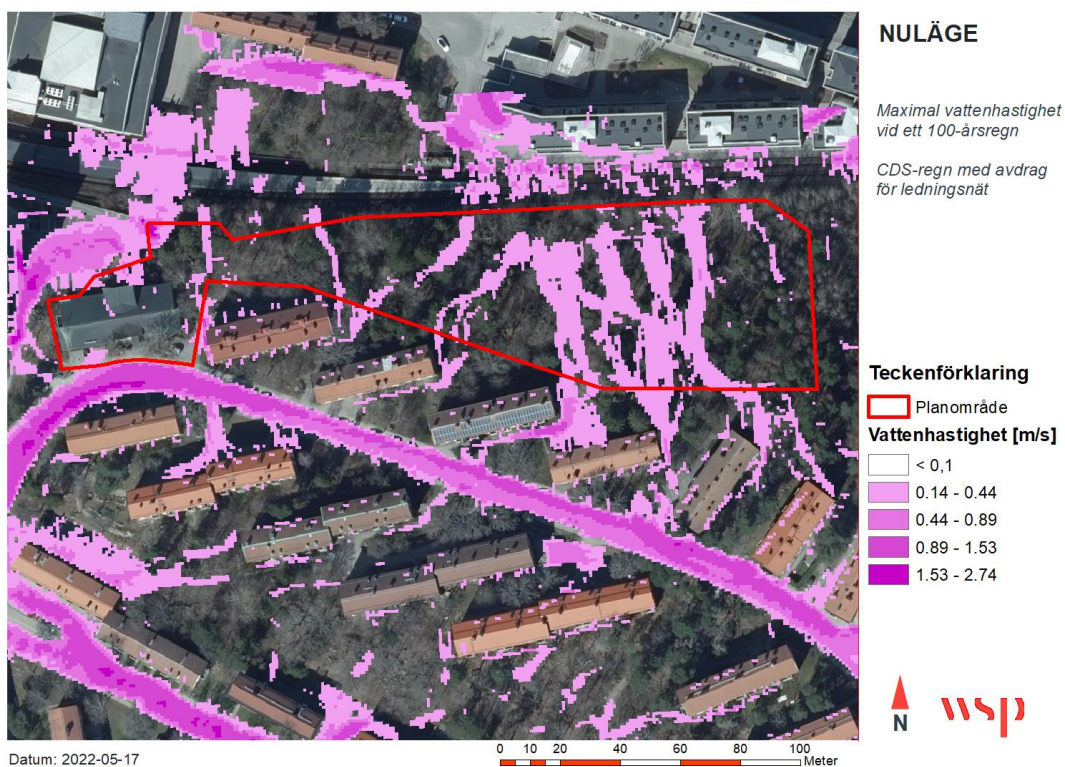 NULÄGE
Maximal vattenhastighet
vid ett 100-årsregn
CDS-regn med avdrag
för ledningsnät
Teckenförklaring
Planområde
Vattenhastighet [m/s]
< 0,1
0.14 - 0.44
0.44 - 0.89
0.89 - 1.53
1.53 - 2.74
N
wsp
Datum: 2022-05-17
0 10 20 40 60 80 100
Meter